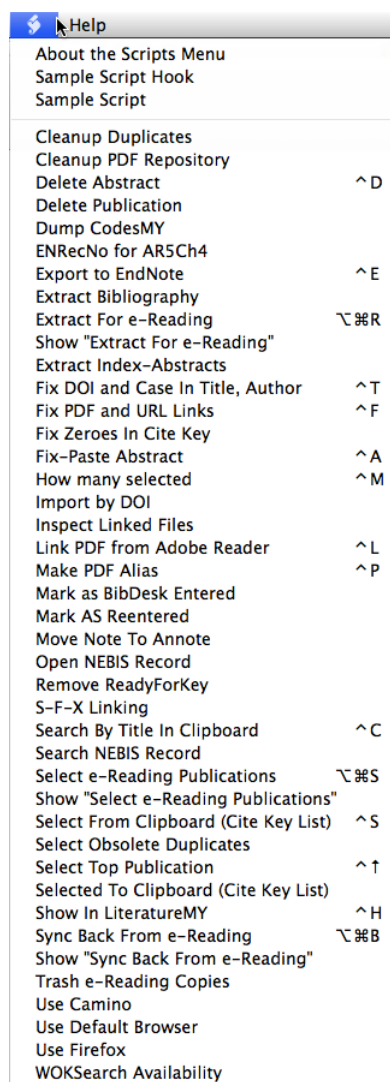 Help
About the Scripts Menu
Sample Script Hook
Sample Script
Cleanup Duplicates
Cleanup PDF Repository
Delete Abstract ^D
Delete Publication
Dump CodesMY
ENRecNo for AR5Ch4
Export to EndNote ^E
Extract Bibliography
Extract For e-Reading ⌥⌘R
Show "Extract For e-Reading"
Extract Index-Abstracts
Fix DOI and Case In Title, Author ^T
Fix PDF and URL Links ^F
Fix Zeroes In Cite Key
Fix-Paste Abstract ^A
How many selected ^M
Import by DOI
Inspect Linked Files
Link PDF from Adobe Reader ^L
Make PDF Alias ^P
Mark as BibDesk Entered
Mark AS Reentered
Move Note To Annote
Open NEBIS Record
Remove ReadyForKey
S-F-X Linking
Search By Title In Clipboard ^C
Search NEBIS Record
Select e-Reading Publications ⌥⌘S
Show "Select e-Reading Publications"
Select From Clipboard (Cite Key List) ^S
Select Obsolete Duplicates
Select Top Publication ^↑
Selected To Clipboard (Cite Key List)
Show In LiteratureMY ^H
Sync Back From e-Reading ⌥⌘B
Show "Sync Back From e-Reading"
Trash e-Reading Copies
Use Camino
Use Default Browser
Use Firefox
WOKSearch Availability